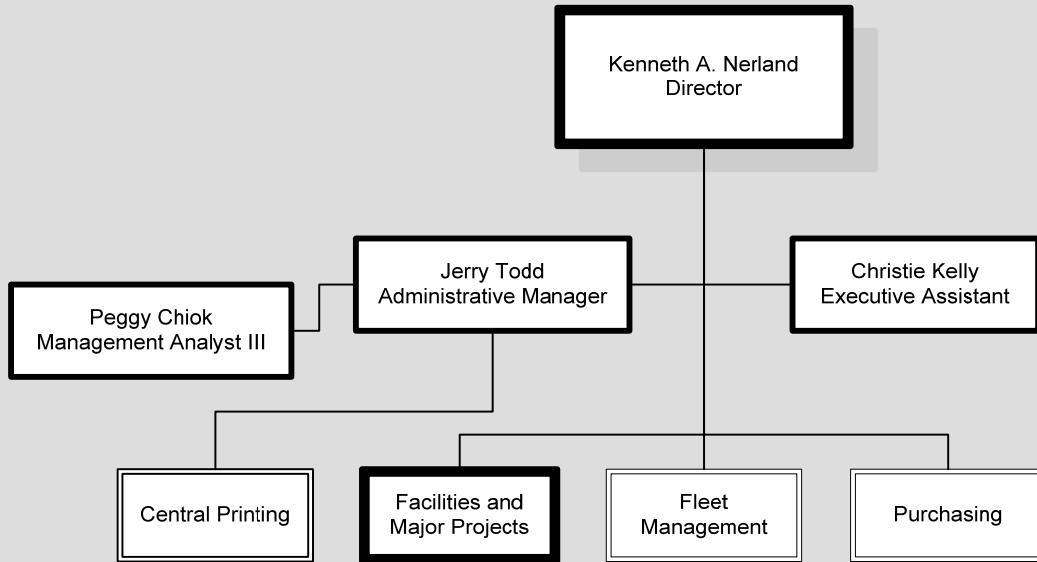 Kenneth A. Nerland
Director
Jerry Todd
Administrative Manager
Christie Kelly
Executive Assistant
Peggy Chiok
Management Analyst III
Central Printing
Facilities and
Major Projects
Fleet
Management
Purchasing